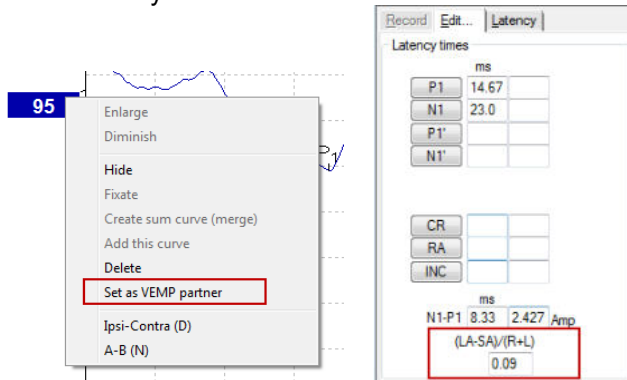 95
Enlarge
Diminish
Hide
Fixate
Create sum curve (merge)
Add this curve
Delete
Set as VEMP partner
Ipsi-Contra (D)
A-B (N)
Record Edit... Latency
Latency times
ms
P1 14.67
N1 23.0
P1'
N1'
CR
RA
INC
ms
N1-P1 8.33 2.427 Amp
(LA-SA)/(R+L)
0.09